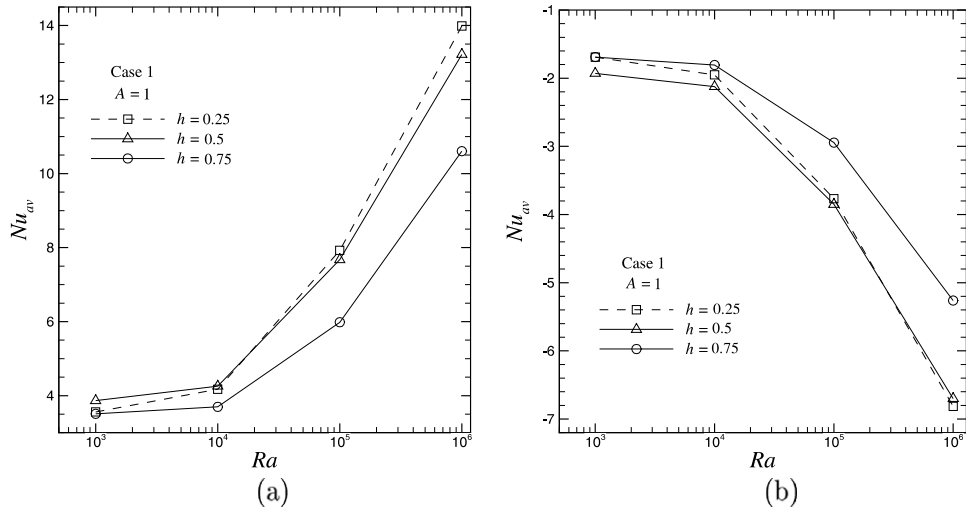 14
12
10
8
6
4
Nu_av
Case 1
A = 1
h = 0.25
h = 0.5
h = 0.75
10^3
10^4
10^5
10^6
Ra
(a)
-1
-2
-3
-4
-5
-6
-7
Nu_av
Case 1
A = 1
h = 0.25
h = 0.5
h = 0.75
10^3
10^4
10^5
10^6
Ra
(b)